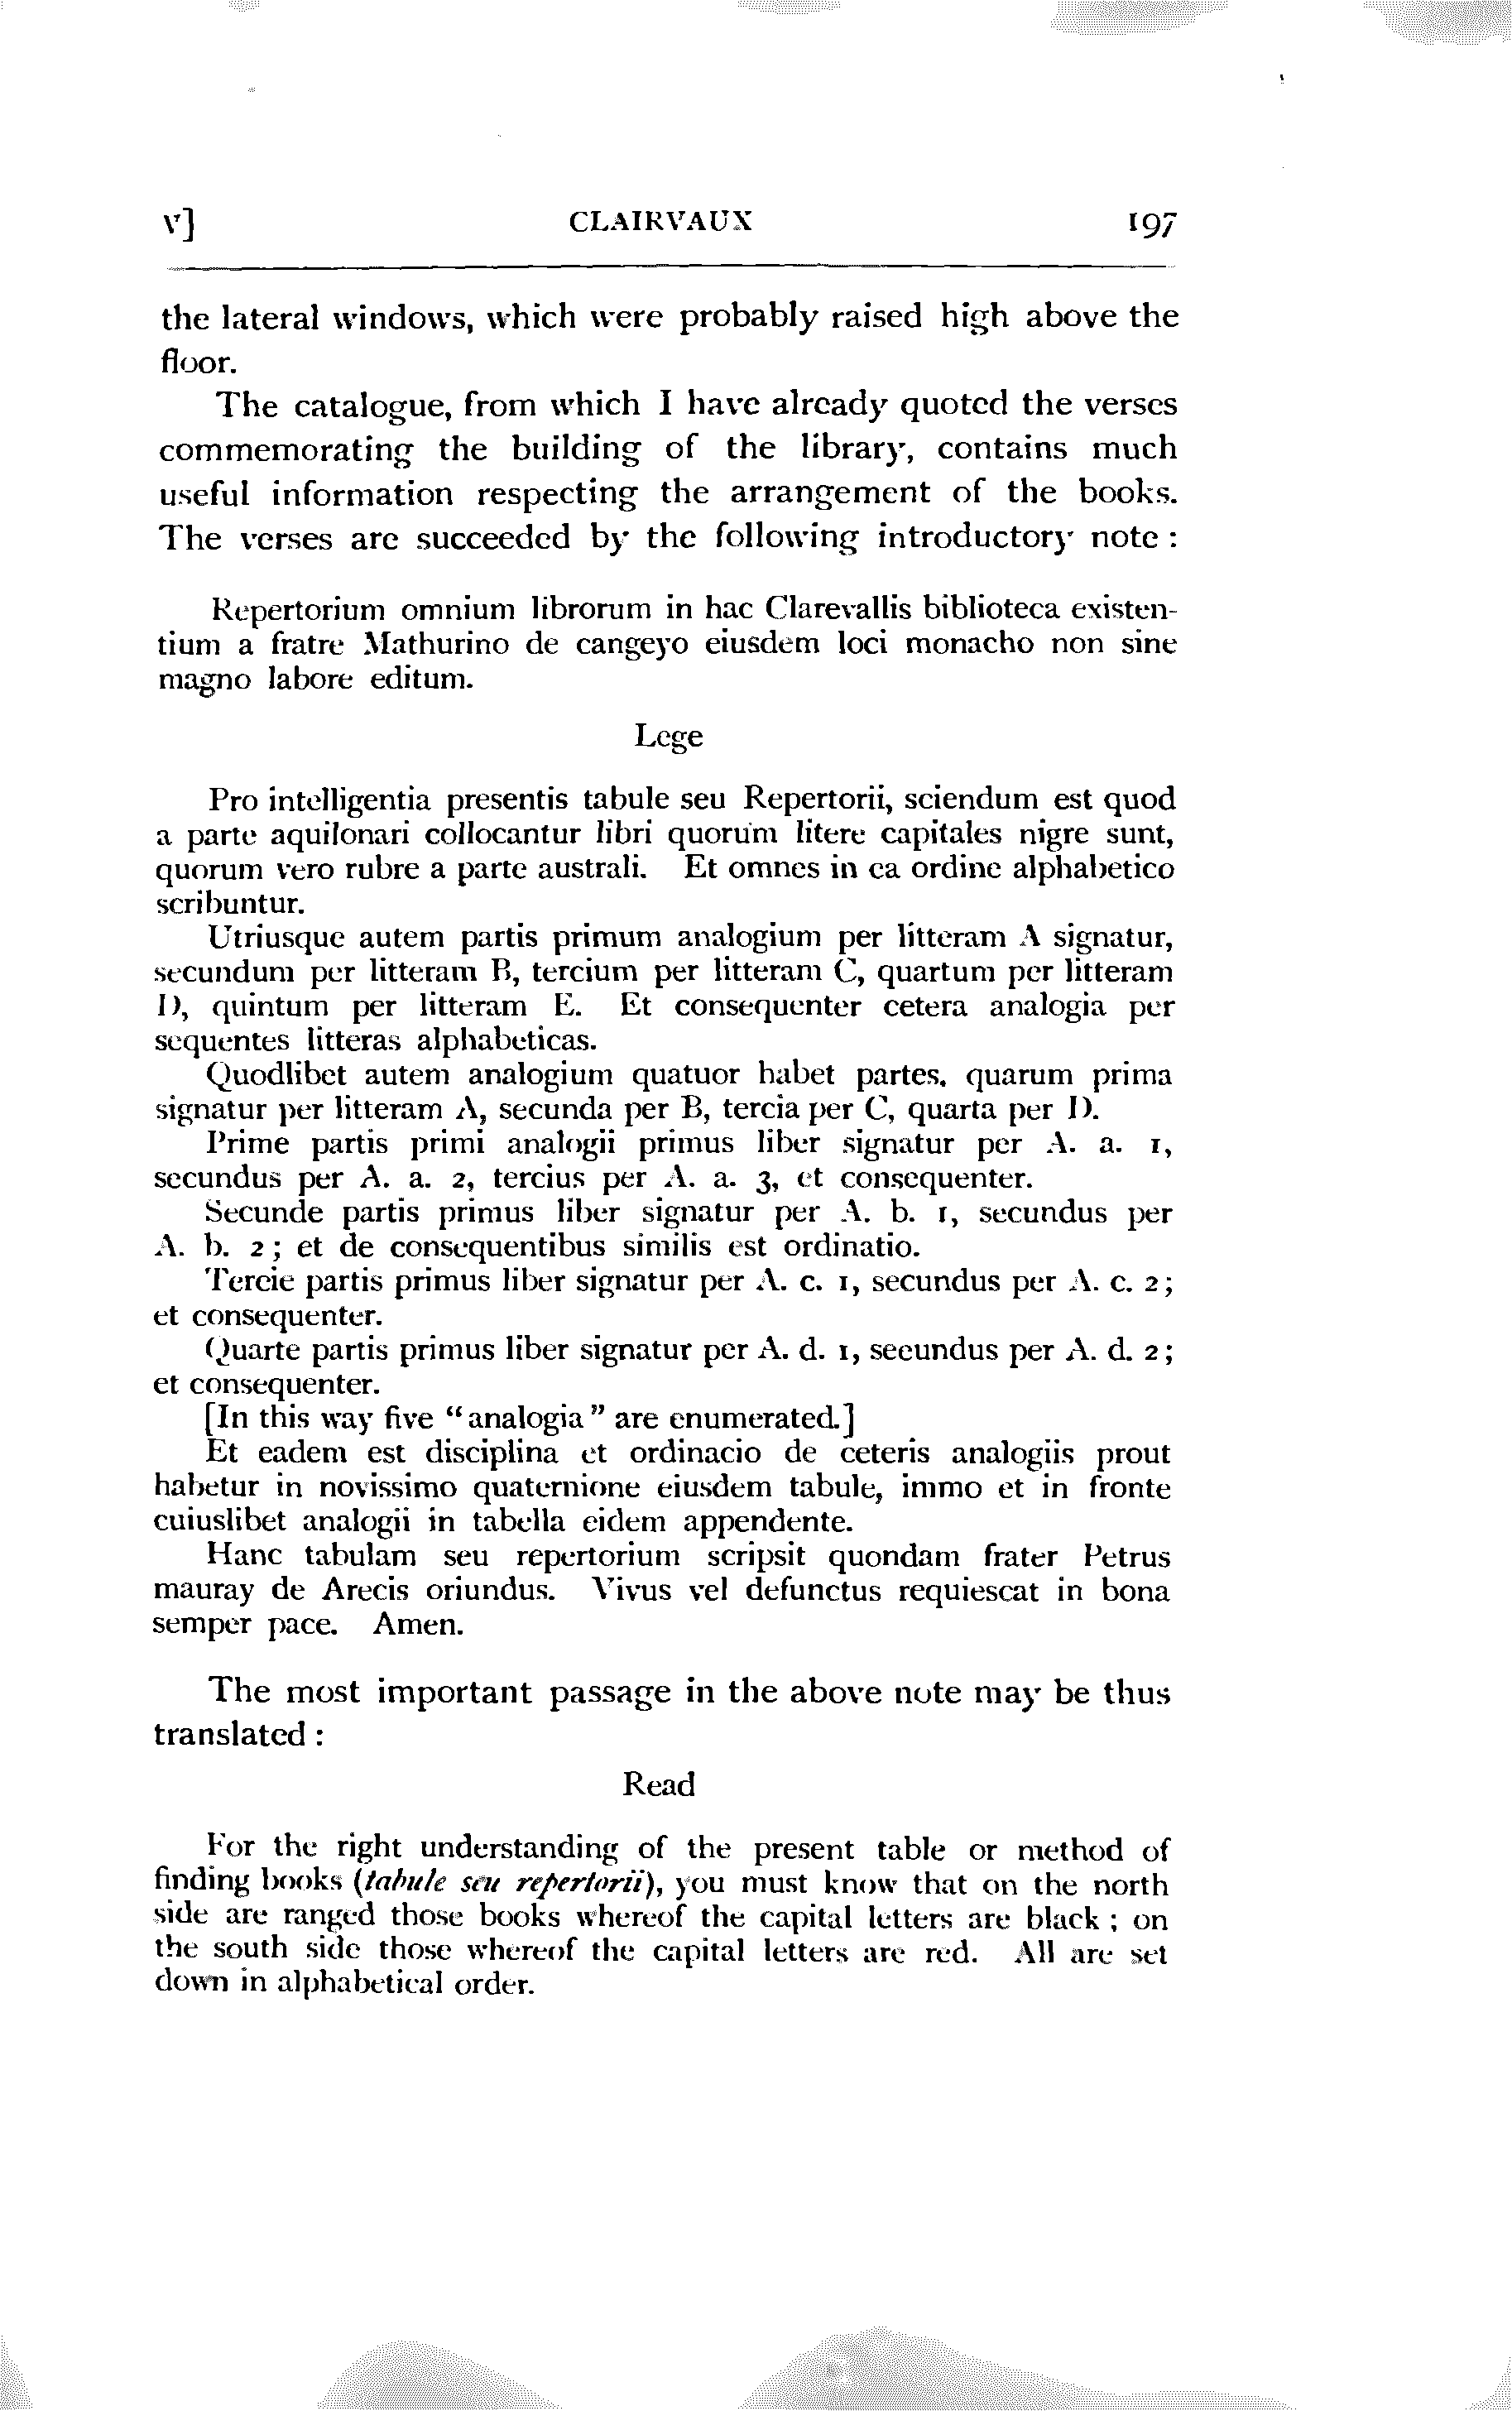 v] CLAIRVAUX 197
the lateral windows, which were probably raised high above the
floor.
The catalogue, from which I have already quoted the verses
commemorating the building of the library, contains much
useful information respecting the arrangement of the books.
The verses are succeeded by the following introductory note :
Repertorium omnium librorum in hac Clarevallis biblioteca existen-
tium a fratre Mathurino de cangeyo eiusdem loci monacho non sine
magno labore editum.
Lege
Pro intelligentia presentis tabule seu Repertorii, sciendum est quod
a parte aquilonari collocantur libri quorum litere capitales nigre sunt,
quorum vero rubre a parte australi. Et omnes in ea ordine alphabetico
scribuntur.
Utriusque autem partis primum analogium per litteram A signatur,
secundum per litteram B, tercium per litteram C, quartum per litteram
D, quintum per litteram E. Et consequenter cetera analogia per
sequentes litteras alphabeticas.
Quodlibet autem analogium quatuor habet partes, quarum prima
signatur per litteram A, secunda per B, tercia per C, quarta per D.
Prime partis primi analogii primus liber signatur per A. a. 1,
secundus per A. a. 2, tercius per A. a. 3, et consequenter.
Secunde partis primus liber signatur per A. b. 1, secundus per
A. b. 2; et de consequentibus similis est ordinatio.
Tercie partis primus liber signatur per A. c. 1, secundus per A. c. 2;
et consequenter.
Quarte partis primus liber signatur per A. d. 1, secundus per A. d. 2;
et consequenter.
[In this way five "analogia" are enumerated.]
Et eadem est disciplina et ordinacio de ceteris analogiis prout
habetur in novissimo quaternione eiusdem tabule, immo et in fronte
cuiuslibet analogii in tabella eidem appendente.
Hanc tabulam seu repertorium scripsit quondam frater Petrus
mauray de Arecis oriundus. Vivus vel defunctus requiescat in bona
semper pace. Amen.
The most important passage in the above note may be thus
translated :
Read
For the right understanding of the present table or method of
finding books (tabule seu repertorii), you must know that on the north
side are ranged those books whereof the capital letters are black ; on
the south side those whereof the capital letters are red. All are set
down in alphabetical order.